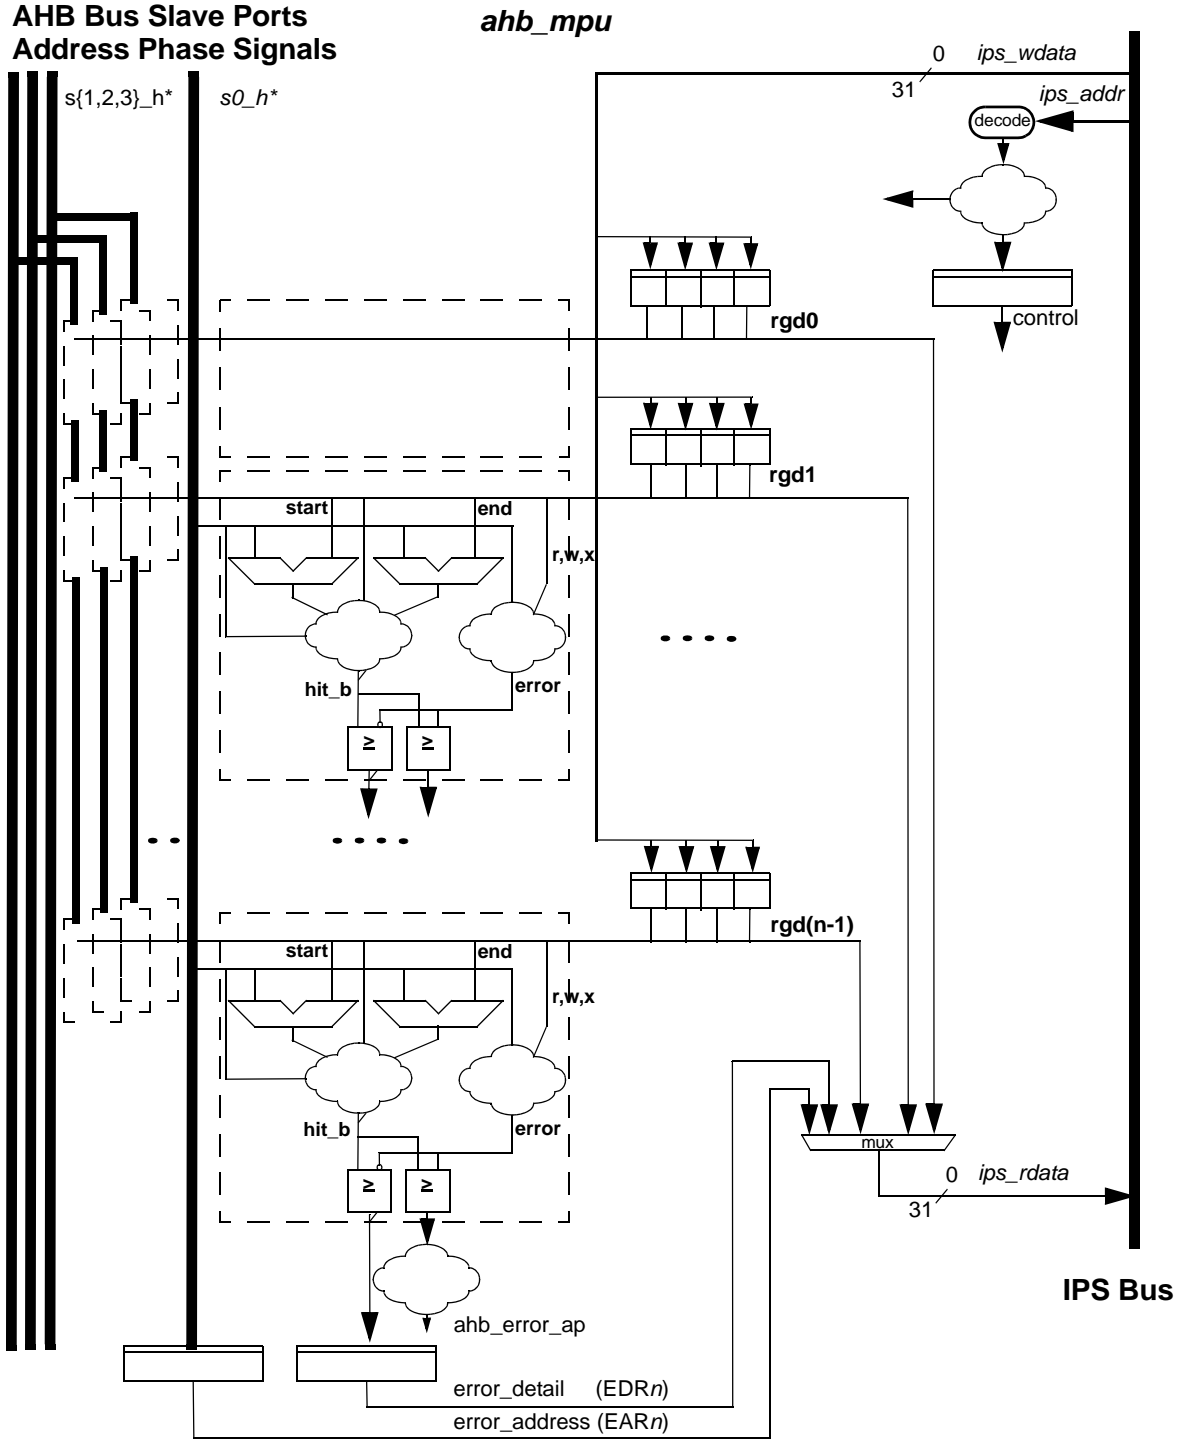 AHB Bus Slave Ports
Address Phase Signals
ahb_mpu
s{1,2,3}_h*
s0_h*
0
ips_wdata
31
ips_addr
decode
control
rgd0
rgd1
start
end
r,w,x
hit_b
error
≥
≥
rgd(n-1)
start
end
r,w,x
hit_b
error
≥
≥
mux
0
ips_rdata
31
IPS Bus
ahb_error_ap
error_detail (EDRn)
error_address (EARn)